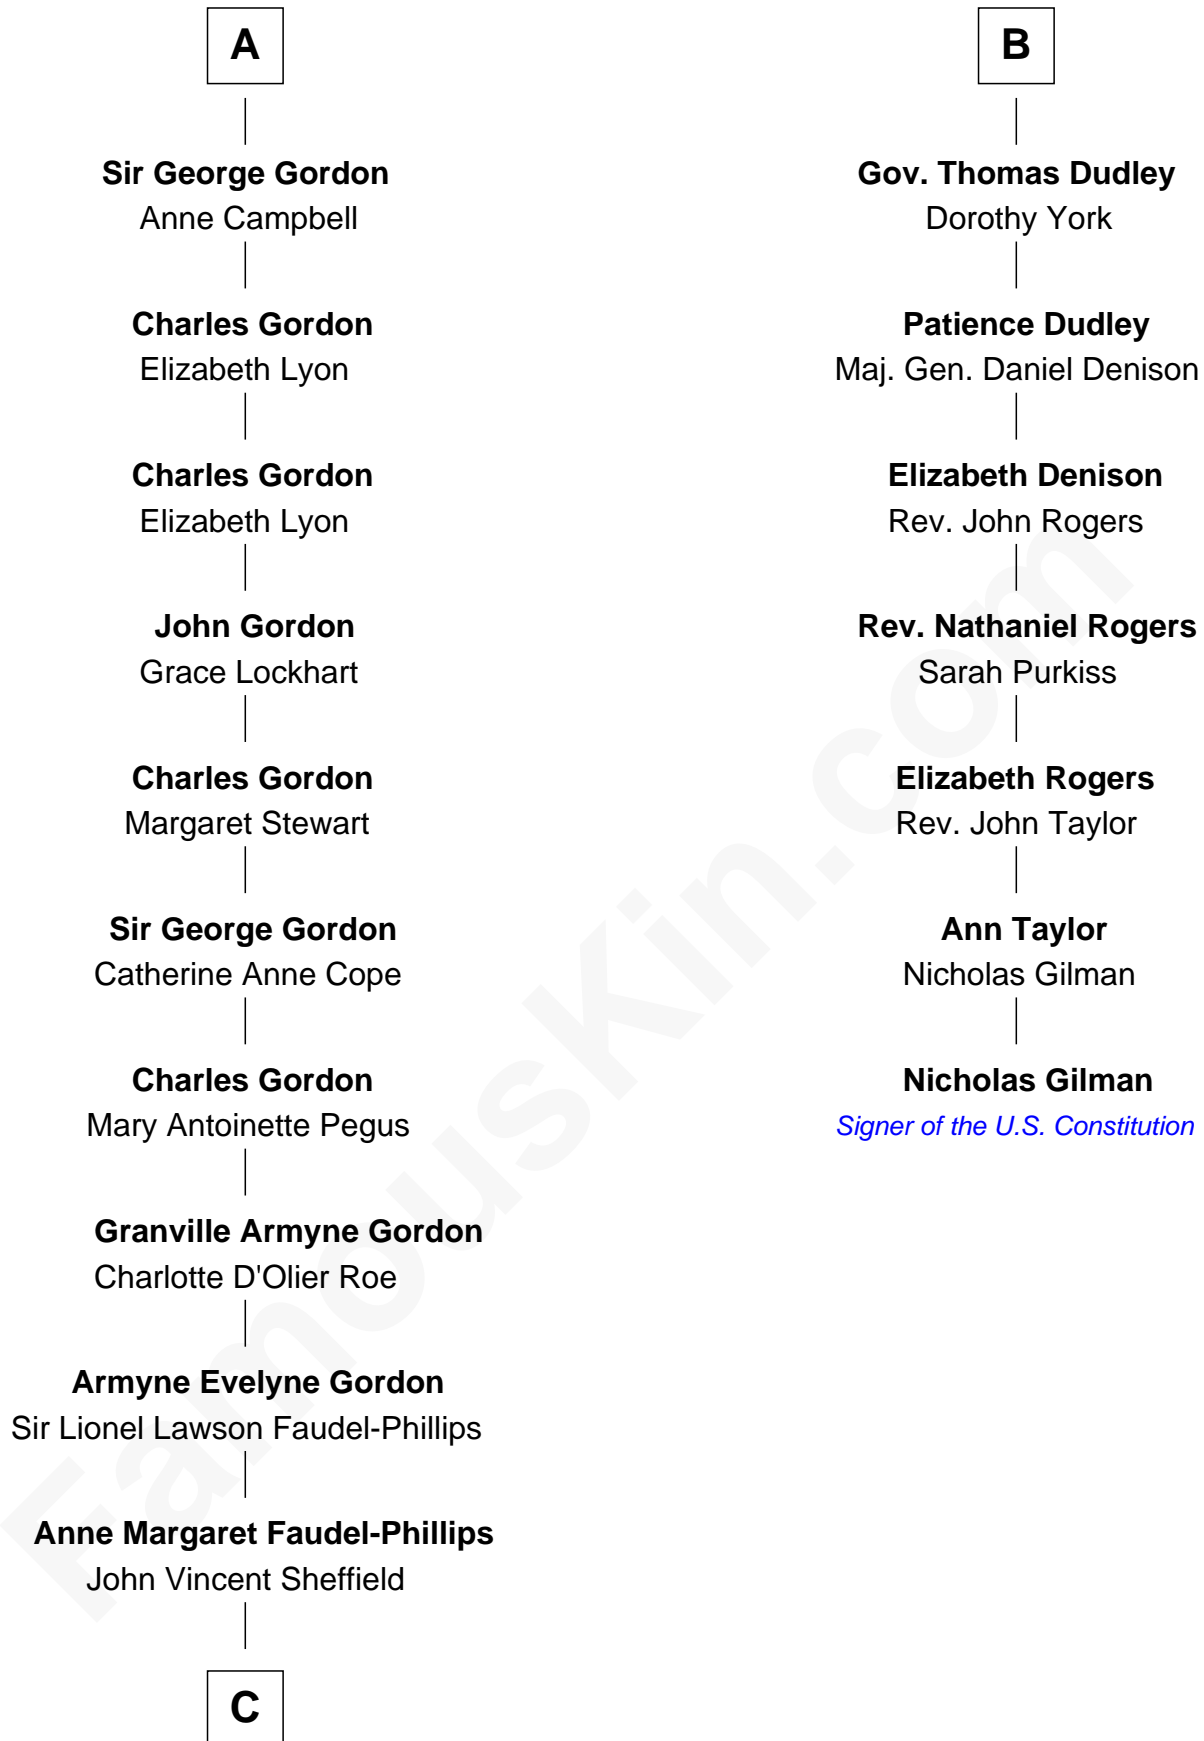 A
Sir George Gordon
Anne Campbell
Charles Gordon
Elizabeth Lyon
Charles Gordon
Elizabeth Lyon
John Gordon
Grace Lockhart
Charles Gordon
Margaret Stewart
Sir George Gordon
Catherine Anne Cope
Charles Gordon
Mary Antoinette Pegus
Granville Armyne Gordon
Charlotte D'Olier Roe
Armyne Evelyne Gordon
Sir Lionel Lawson Faudel-Phillips
Anne Margaret Faudel-Phillips
John Vincent Sheffield
C
B
Gov. Thomas Dudley
Dorothy York
Patience Dudley
Maj. Gen. Daniel Denison
Elizabeth Denison
Rev. John Rogers
Rev. Nathaniel Rogers
Sarah Purkiss
Elizabeth Rogers
Rev. John Taylor
Ann Taylor
Nicholas Gilman
Nicholas Gilman
Signer of the U.S. Constitution
FamousKin.com